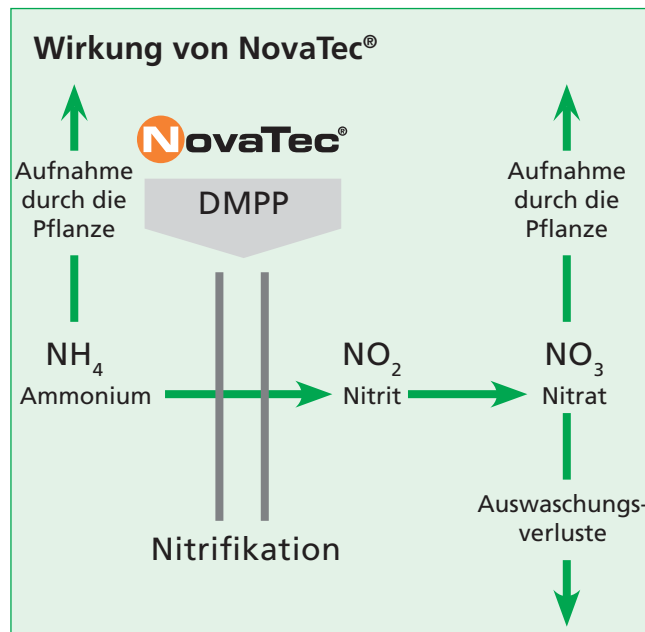 Wirkung von NovaTec®
NovaTec®
DMPP
Aufnahme
durch die
Pflanze
Aufnahme
durch die
Pflanze
NH₄
Ammonium
NO₂
Nitrit
NO₃
Nitrat
Auswaschungs-
verluste
Nitrifikation